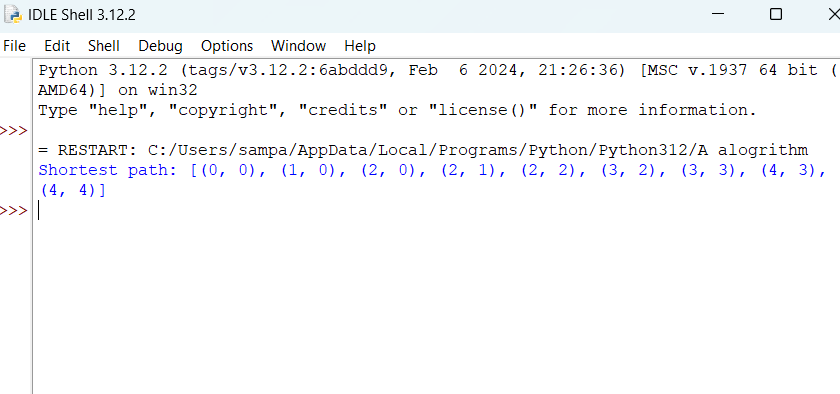 IDLE Shell 3.12.2
File Edit Shell Debug Options Window Help
Python 3.12.2 (tags/v3.12.2:6abddd9, Feb  6 2024, 21:26:36) [MSC v.1937 64 bit (
AMD64)] on win32
Type "help", "copyright", "credits" or "license()" for more information.
>>>
= RESTART: C:/Users/sampa/AppData/Local/Programs/Python/Python312/A alogrithm
Shortest path: [(0, 0), (1, 0), (2, 0), (2, 1), (2, 2), (3, 2), (3, 3), (4, 3),
(4, 4)]
>>>